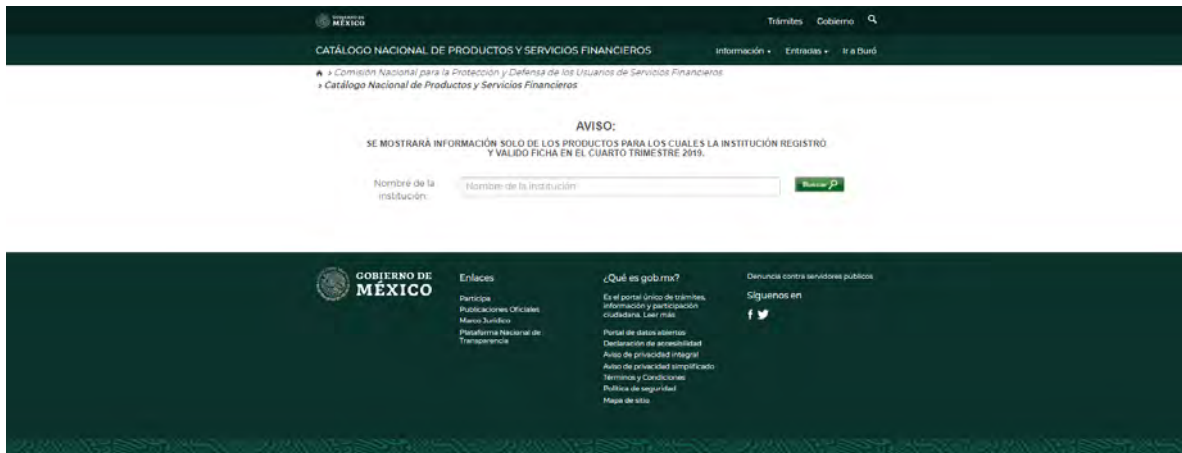 GOBIERNO DE
MÉXICO
Trámites Gobierno
CATÁLOGO NACIONAL DE PRODUCTOS Y SERVICIOS FINANCIEROS
Información Entradas Ir a Buró
> Comisión Nacional para la Protección y Defensa de los Usuarios de Servicios Financieros
> Catálogo Nacional de Productos y Servicios Financieros
AVISO:
SE MOSTRARÁ INFORMACIÓN SOLO DE LOS PRODUCTOS PARA LOS CUALES LA INSTITUCIÓN REGISTRÓ
Y VALIDO FICHA EN EL CUARTO TRIMESTRE 2019.
Nombre de la
institución:
Nombre de la institución
Buscar
GOBIERNO DE
MÉXICO
Enlaces
Participa
Publicaciones Oficiales
Marco Jurídico
Plataforma Nacional de
Transparencia
¿Qué es gob.mx?
Es el portal único de trámites,
información y participación
ciudadana. Leer más
Portal de datos abiertos
Declaración de accesibilidad
Aviso de privacidad integral
Aviso de privacidad simplificado
Términos y Condiciones
Política de seguridad
Mapa de sitio
Denuncia contra servidores públicos
Síguenos en